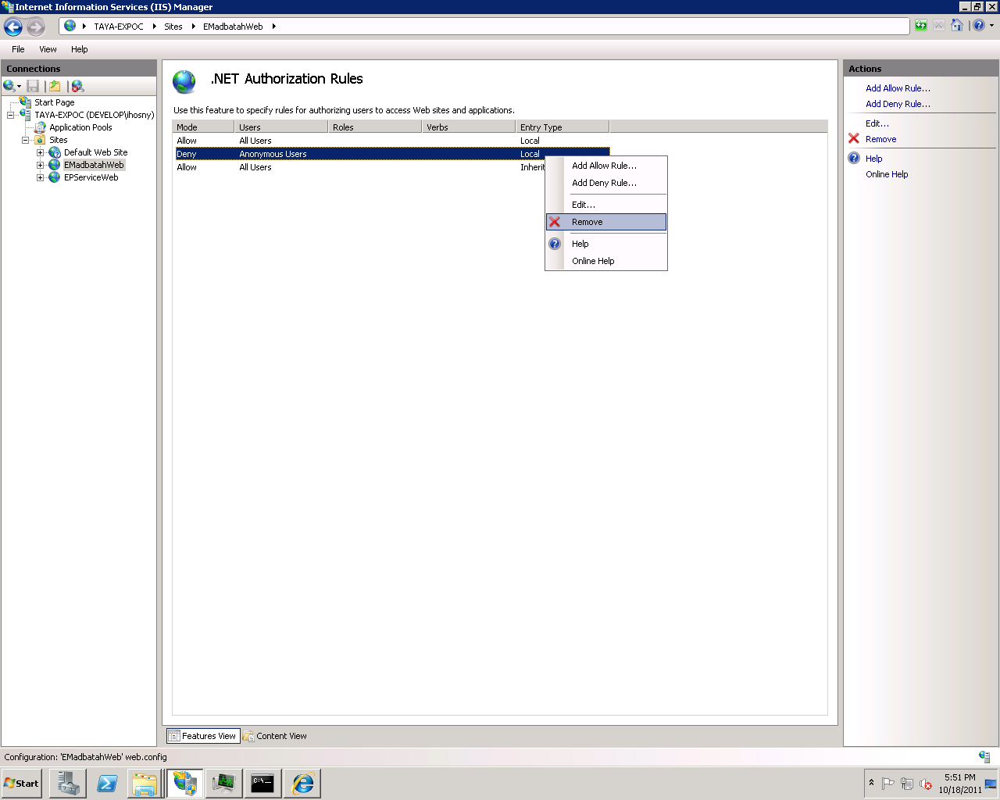 Internet Information Services (IIS) Manager
TAYA-EXPOC Sites EMadbatahWeb
File View Help
Connections
Start Page
TAYA-EXPOC (DEVELOP\ihosny)
Application Pools
Sites
Default Web Site
EMadbatahWeb
EPServiceWeb
.NET Authorization Rules
Use this feature to specify rules for authorizing users to access Web sites and applications.
Mode Users Roles Verbs Entry Type
Allow All Users Local
Deny Anonymous Users Local
Allow All Users Inherit
Add Allow Rule...
Add Deny Rule...
Edit...
Remove
Help
Online Help
Features View Content View
Actions
Add Allow Rule...
Add Deny Rule...
Edit...
Remove
Help
Online Help
Configuration: 'EMadbatahWeb' web.config
Start
C:\.
5:51 PM
10/18/2011